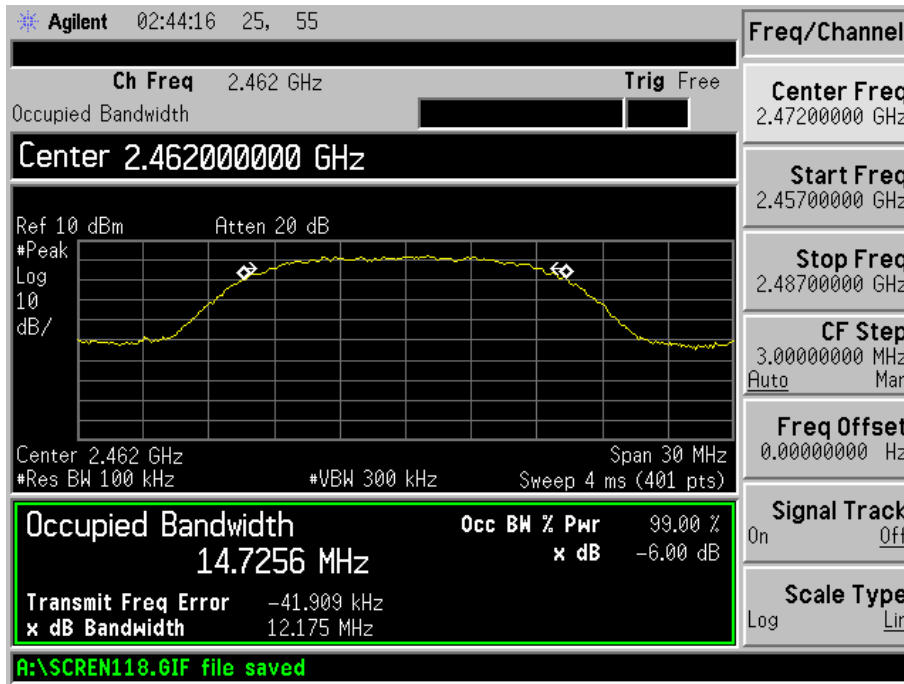 Agilent 02:44:16 25, 55
Ch Freq 2.462 GHz Trig Free
Occupied Bandwidth
Center 2.462000000 GHz
Ref 10 dBm Atten 20 dB
#Peak
Log
10
dB/
Center 2.462 GHz Span 30 MHz
#Res BW 100 kHz #VBW 300 kHz Sweep 4 ms (401 pts)
Occupied Bandwidth Occ BW % Pwr 99.00 %
14.7256 MHz x dB -6.00 dB
Transmit Freq Error -41.909 kHz
x dB Bandwidth 12.175 MHz
A:\SCREN118.GIF file saved
Freq/Channel
Center Freq
2.47200000 GHz
Start Freq
2.45700000 GHz
Stop Freq
2.48700000 GHz
CF Step
3.00000000 MHz
Auto Man
Freq Offset
0.00000000 Hz
Signal Track
On Off
Scale Type
Log Lin